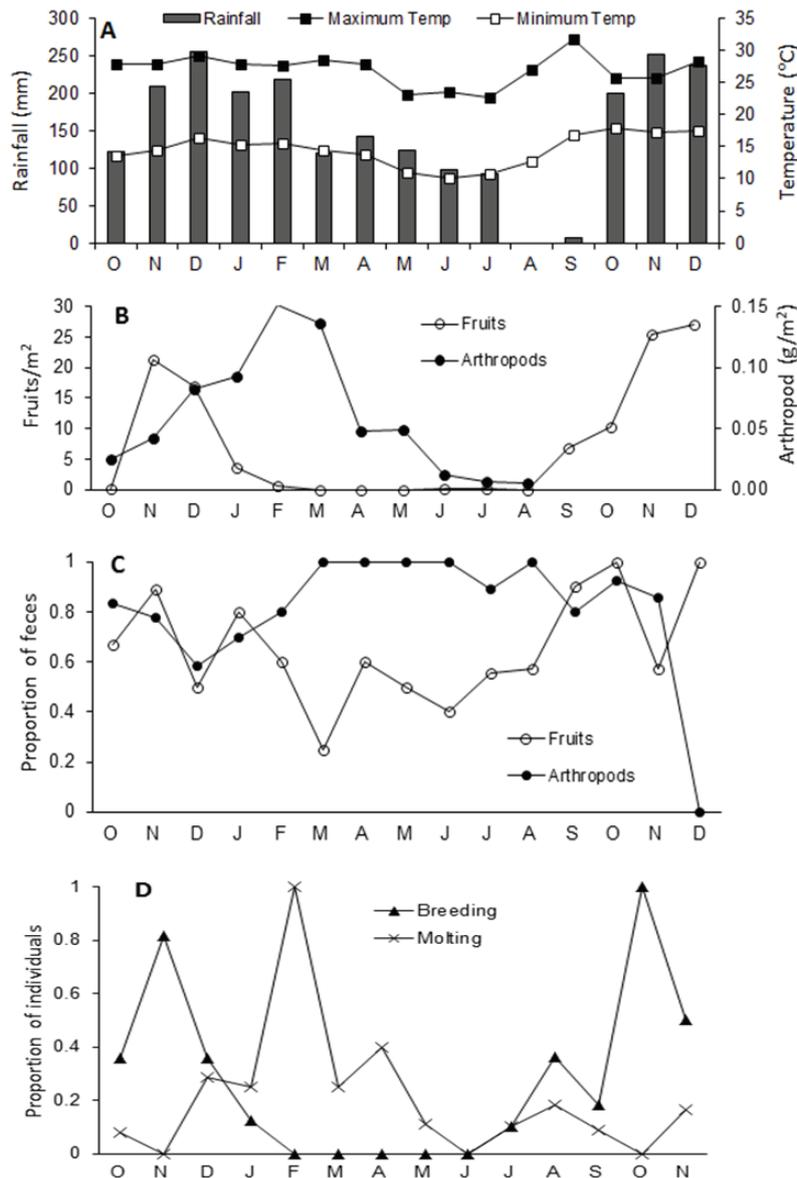 A
Rainfall Maximum Temp Minimum Temp
Rainfall (mm)
300
250
200
150
100
50
0
Temperature (°C)
35
30
25
20
15
10
5
0
O N D J F M A M J J A S O N D
B
Fruits
Arthropods
Fruits/m²
30
25
20
15
10
5
0
Arthropod (g/m²)
0.15
0.10
0.05
0.00
O N D J F M A M J J A S O N D
C
Proportion of feces
1
0.8
0.6
0.4
0.2
0
Fruits
Arthropods
O N D J F M A M J J A S O N D
D
Breeding
Molting
Proportion of individuals
1
0.8
0.6
0.4
0.2
0
O N D J F M A M J J A S O N